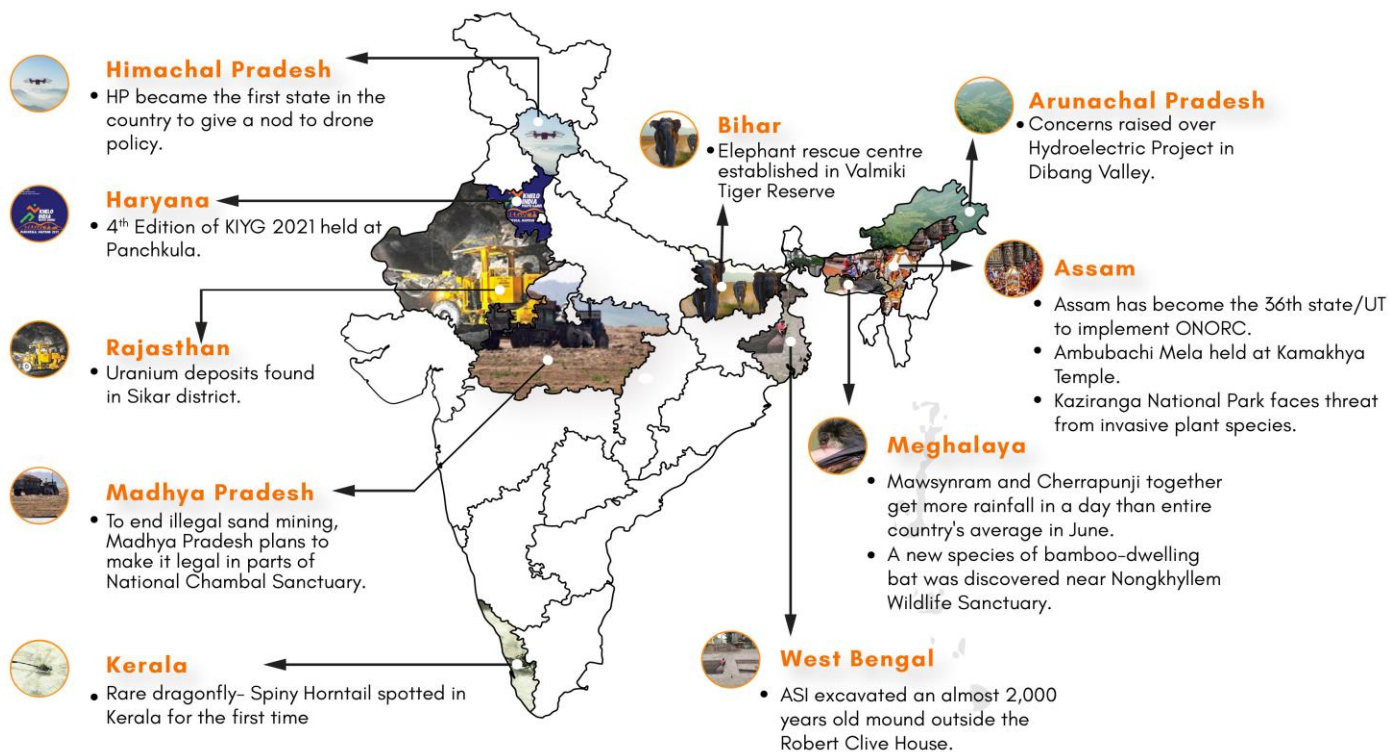 Himachal Pradesh
• HP became the first state in the
country to give a nod to drone
policy.
Haryana
• 4th Edition of KIYG 2021 held at
Panchkula.
Rajasthan
• Uranium deposits found
in Sikar district.
Madhya Pradesh
• To end illegal sand mining,
Madhya Pradesh plans to
make it legal in parts of
National Chambal Sanctuary.
Kerala
• Rare dragonfly- Spiny Horntail spotted in
Kerala for the first time
Bihar
• Elephant rescue centre
established in Valmiki
Tiger Reserve
Arunachal Pradesh
• Concerns raised over
Hydroelectric Project in
Dibang Valley.
Assam
• Assam has become the 36th state/UT
to implement ONORC.
• Ambubachi Mela held at Kamakhya
Temple.
• Kaziranga National Park faces threat
from invasive plant species.
Meghalaya
• Mawsynram and Cherrapunji together
get more rainfall in a day than entire
country's average in June.
• A new species of bamboo-dwelling
bat was discovered near Nongkhyllem
Wildlife Sanctuary.
West Bengal
• ASI excavated an almost 2,000
years old mound outside the
Robert Clive House.
KHELO
INDIA